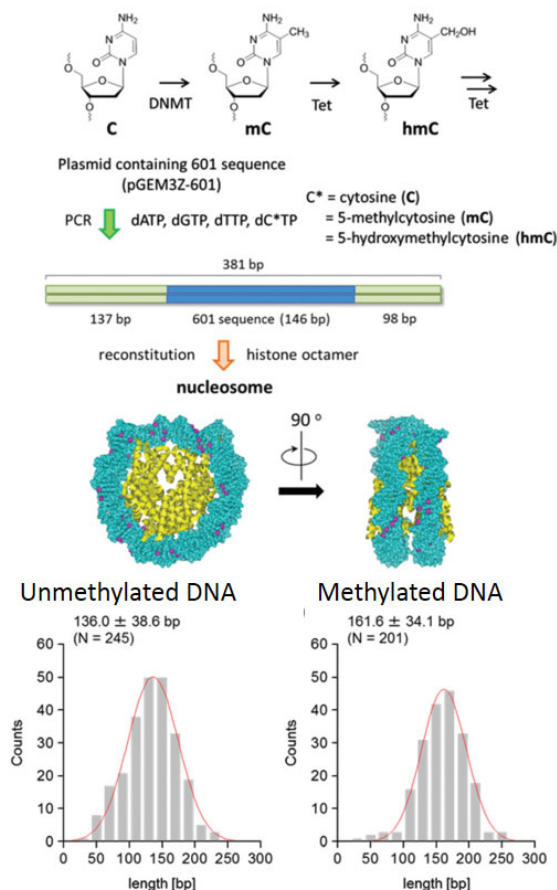 NH₂
NH₂
NH₂
N
N
CH₃
N
OH
O
N
O
N
O
N
O
O
O
O
O
O
O
O
O
DNMT
Tet
Tet
C
mC
hmC
Plasmid containing 601 sequence
(pGEM3Z-601)
C* = cytosine (C)
PCR
dATP, dGTP, dTTP, dC*TP
= 5-methylcytosine (mC)
= 5-hydroxymethylcytosine (hmC)
381 bp
137 bp
601 sequence (146 bp)
98 bp
reconstitution
histone octamer
nucleosome
90 °
Unmethylated DNA
Methylated DNA
136.0 ± 38.6 bp
(N = 245)
161.6 ± 34.1 bp
(N = 201)
60
50
40
30
20
10
0
Counts
0 50 100 150 200 250 300
length [bp]
60
50
40
30
20
10
0
Counts
0 50 100 150 200 250 300
length [bp]